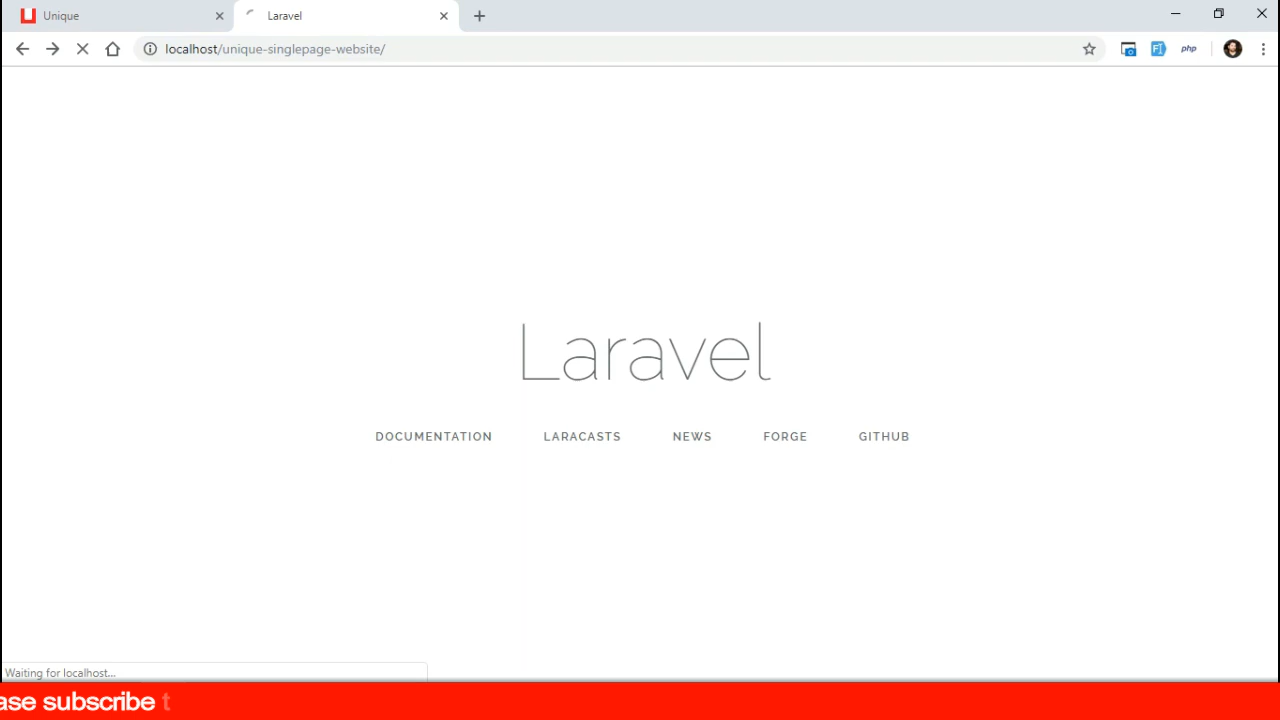 Unique
Laravel
localhost/unique-singlepage-website/
php
Laravel
DOCUMENTATION LARACASTS NEWS FORGE GITHUB
Waiting for localhost...
ase subscribe t